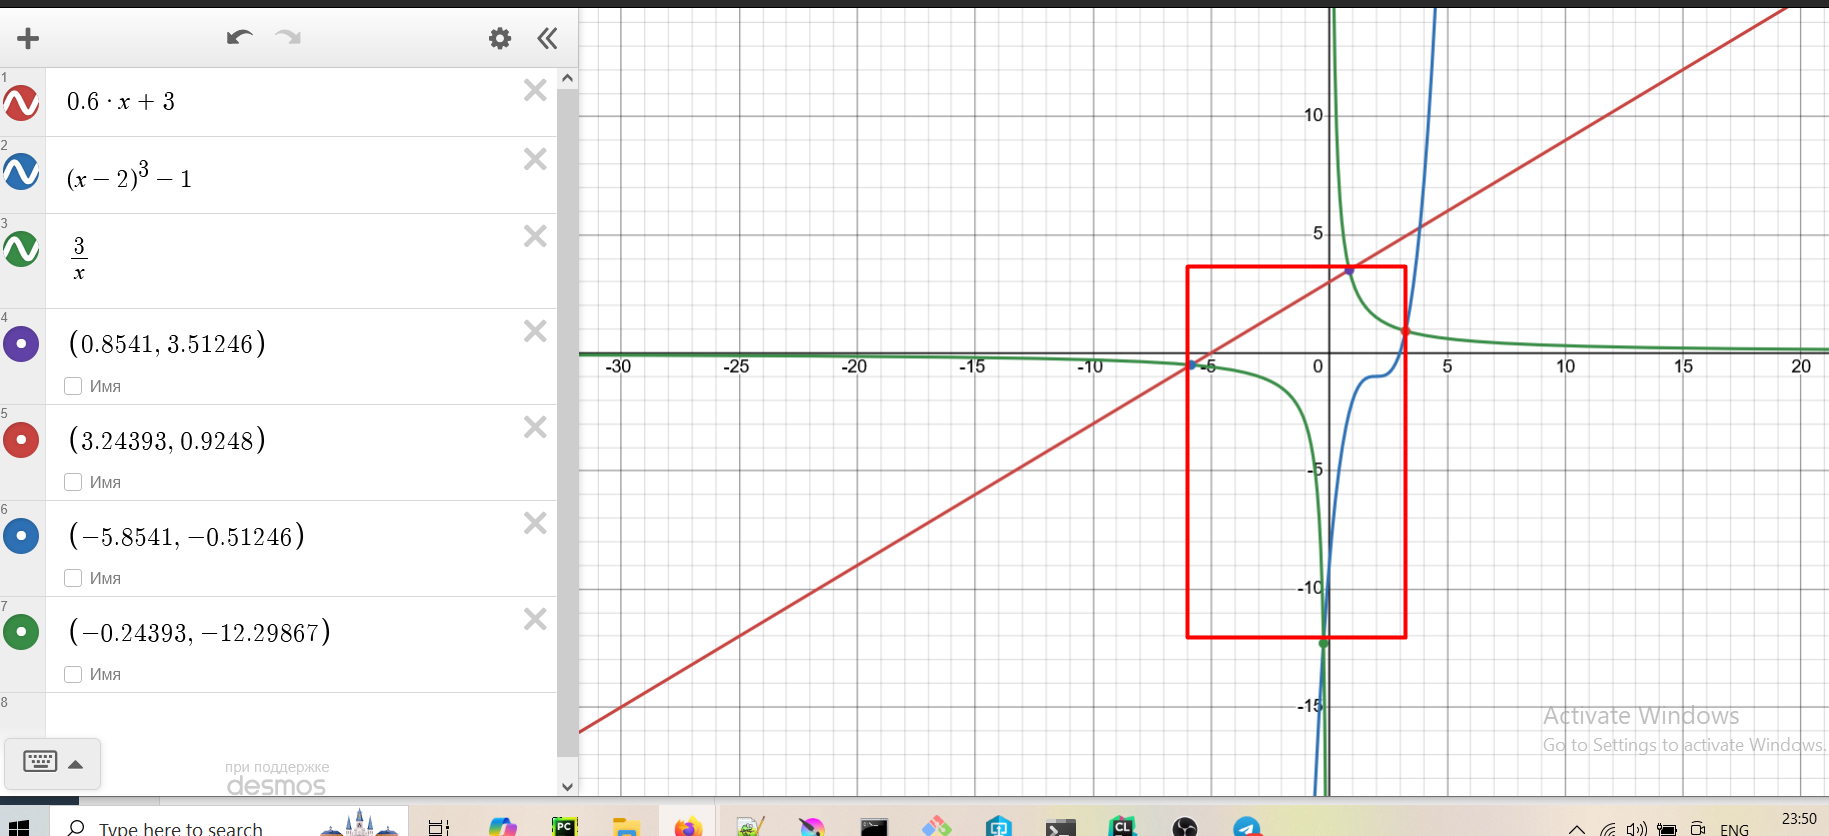 1
0.6 · x + 3
2
(x − 2)^3 − 1
3
3
x
4
(0.8541, 3.51246)
Имя
5
(3.24393, 0.9248)
Имя
6
(−5.8541, −0.51246)
Имя
7
(−0.24393, −12.29867)
Имя
8
при поддержке
desmos
10
5
-30 -25 -20 -15 -10 -5 0 5 10 15 20
-5
-10
-15
Activate Windows
Go to Settings to activate Windows.
Type here to search
PC
CL
ENG
23:50